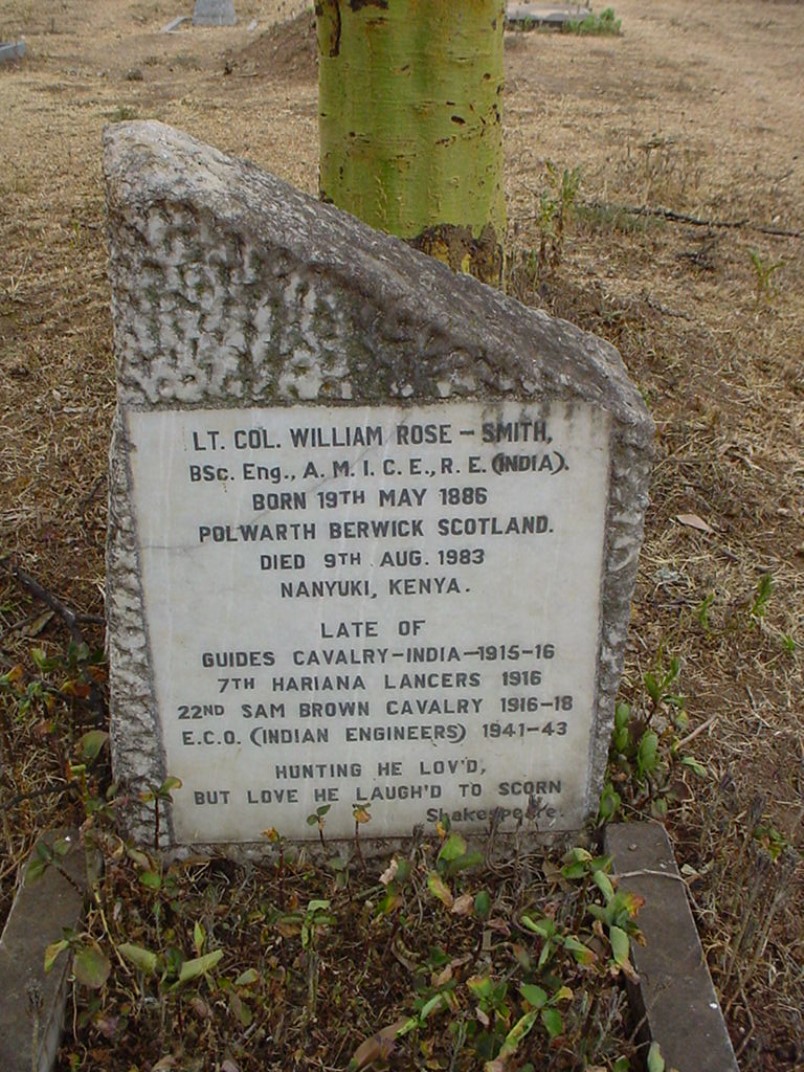 LT. COL. WILLIAM ROSE – SMITH,
BSc. Eng., A. M. I. C. E., R. E. (INDIA).
BORN 19TH MAY 1886
POLWARTH BERWICK SCOTLAND.
DIED 9TH AUG. 1983
NANYUKI, KENYA.
LATE OF
GUIDES CAVALRY–INDIA–1915–16
7TH HARIANA LANCERS 1916
22ND SAM BROWN CAVALRY 1916–18
E.C.O. (INDIAN ENGINEERS) 1941–43
HUNTING HE LOV'D,
BUT LOVE HE LAUGH'D TO SCORN
Shakespeare.